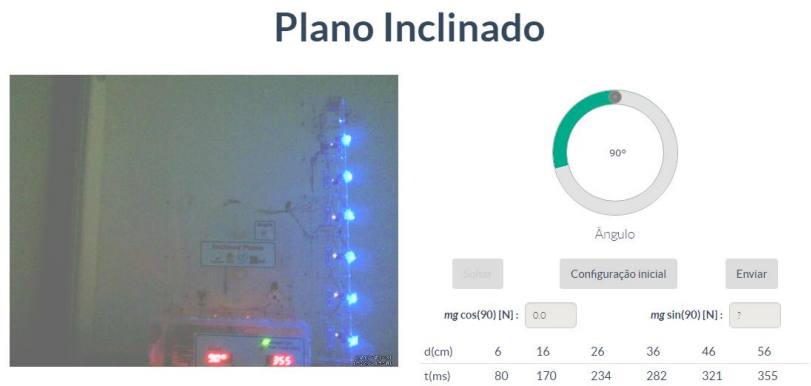 Plano Inclinado
Inclined Plane
90°
355
90°
Ângulo
Soltar
Configuração inicial
Enviar
mg cos(90) [N] : 0.0
mg sin(90) [N] : ?
d(cm) 6 16 26 36 46 56
t(ms) 80 170 234 282 321 355